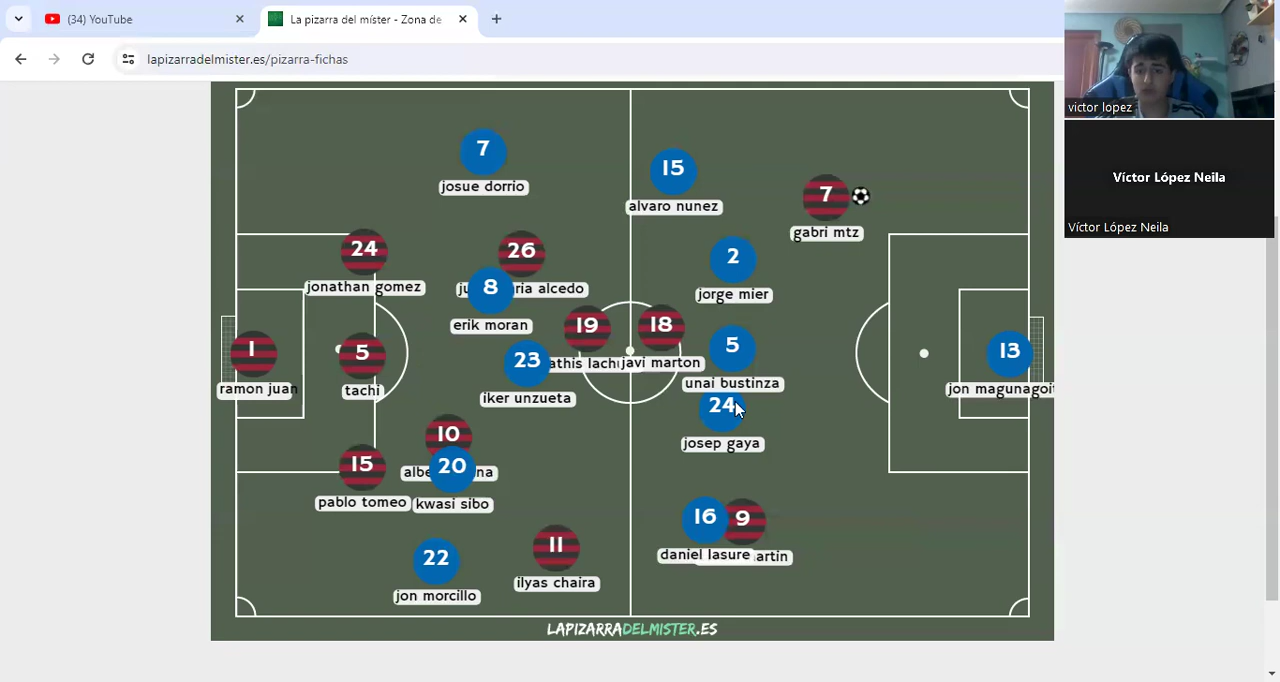 (34) YouTube
La pizarra del míster - Zona de
lapizarradelmister.es/pizarra-fichas
victor lopez
Víctor López Neila
Víctor López Neila
7
josue dorrio
15
alvaro nunez
7
gabri mtz
24
jonathan gomez
26
alcedo
8
erik moran
2
jorge mier
19
18
javi marton
1
ramon juan
5
tachi
23
iker unzueta
5
unai bustinza
13
jon magunagoi
24
josep gaya
10
15
pablo tomeo
20
kwasi sibo
16
daniel lasure
9
artin
11
ilyas chaira
22
jon morcillo
LAPIZARRADELMISTER.ES